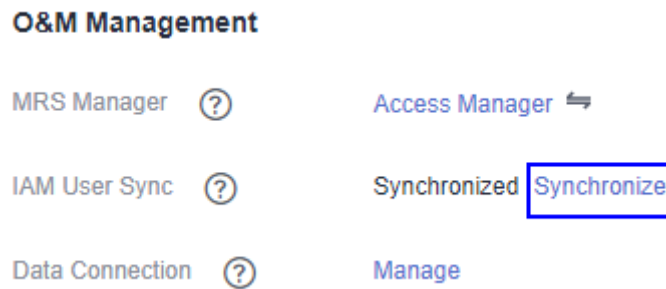 O&M Management
MRS Manager ? Access Manager
IAM User Sync ? Synchronized Synchronize
Data Connection ? Manage